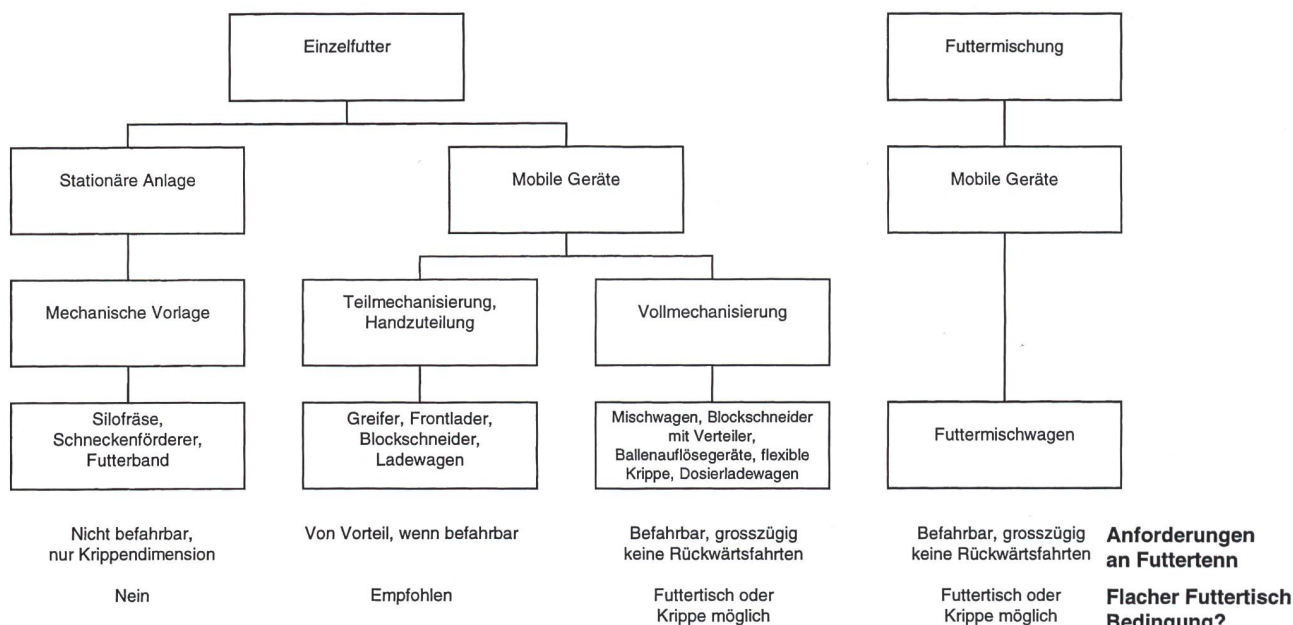 Einzelfutter
Futtermischung
Stationäre Anlage
Mobile Geräte
Mobile Geräte
Mechanische Vorlage
Teilmechanisierung,
Handzuteilung
Vollmechanisierung
Silofräse,
Schneckenförderer,
Futterband
Greifer, Frontlader,
Blockschneider,
Ladewagen
Mischwagen, Blockschneider
mit Verteiler,
Ballenauflösegeräte, flexible
Krippe, Dosierladewagen
Futtermischwagen
Nicht befahrbar,
nur Krippendimension
Von Vorteil, wenn befahrbar
Befahrbar, grosszügig
keine Rückwärtsfahrten
Befahrbar, grosszügig
keine Rückwärtsfahrten
Anforderungen
an Futtertenn
Nein
Empfohlen
Futtertisch oder
Krippe möglich
Futtertisch oder
Krippe möglich
Flacher Futtertisch
Bedingung?